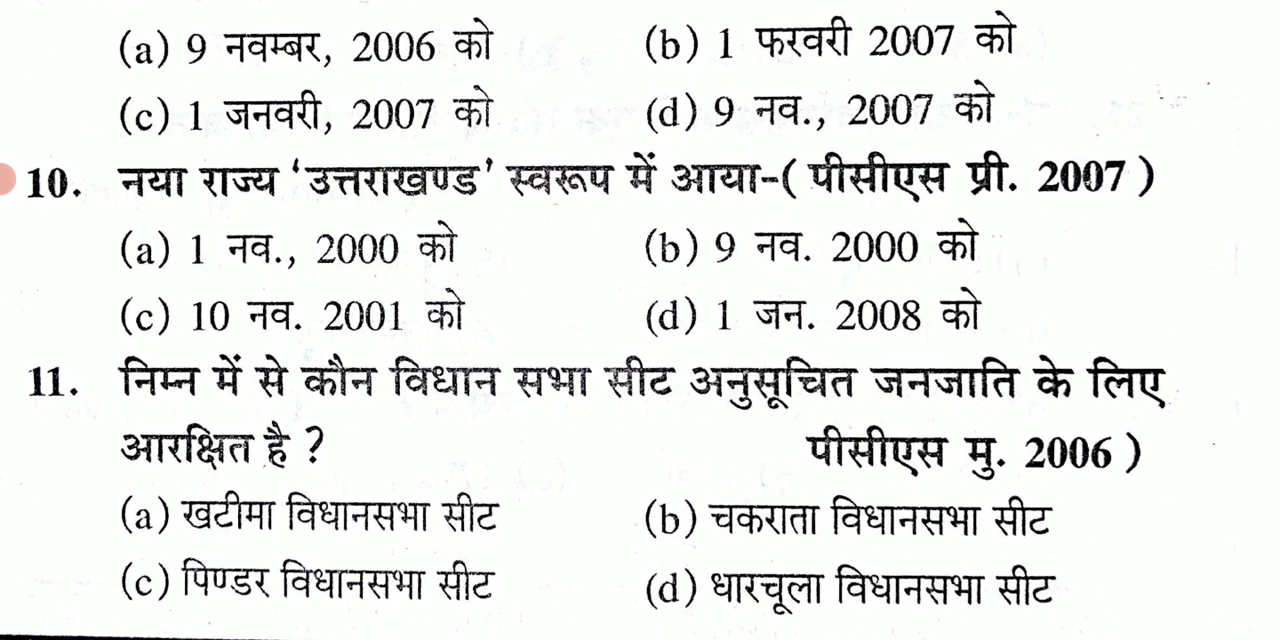 (a) 9 नवम्बर, 2006 को (b) 1 फरवरी 2007 को
(c) 1 जनवरी, 2007 को (d) 9 नव., 2007 को
10. नया राज्य ‘उत्तराखण्ड’ स्वरूप में आया-( पीसीएस प्री. 2007 )
(a) 1 नव., 2000 को (b) 9 नव. 2000 को
(c) 10 नव. 2001 को (d) 1 जन. 2008 को
11. निम्न में से कौन विधान सभा सीट अनुसूचित जनजाति के लिए
आरक्षित है ? पीसीएस मु. 2006 )
(a) खटीमा विधानसभा सीट (b) चकराता विधानसभा सीट
(c) पिण्डर विधानसभा सीट (d) धारचूला विधानसभा सीट